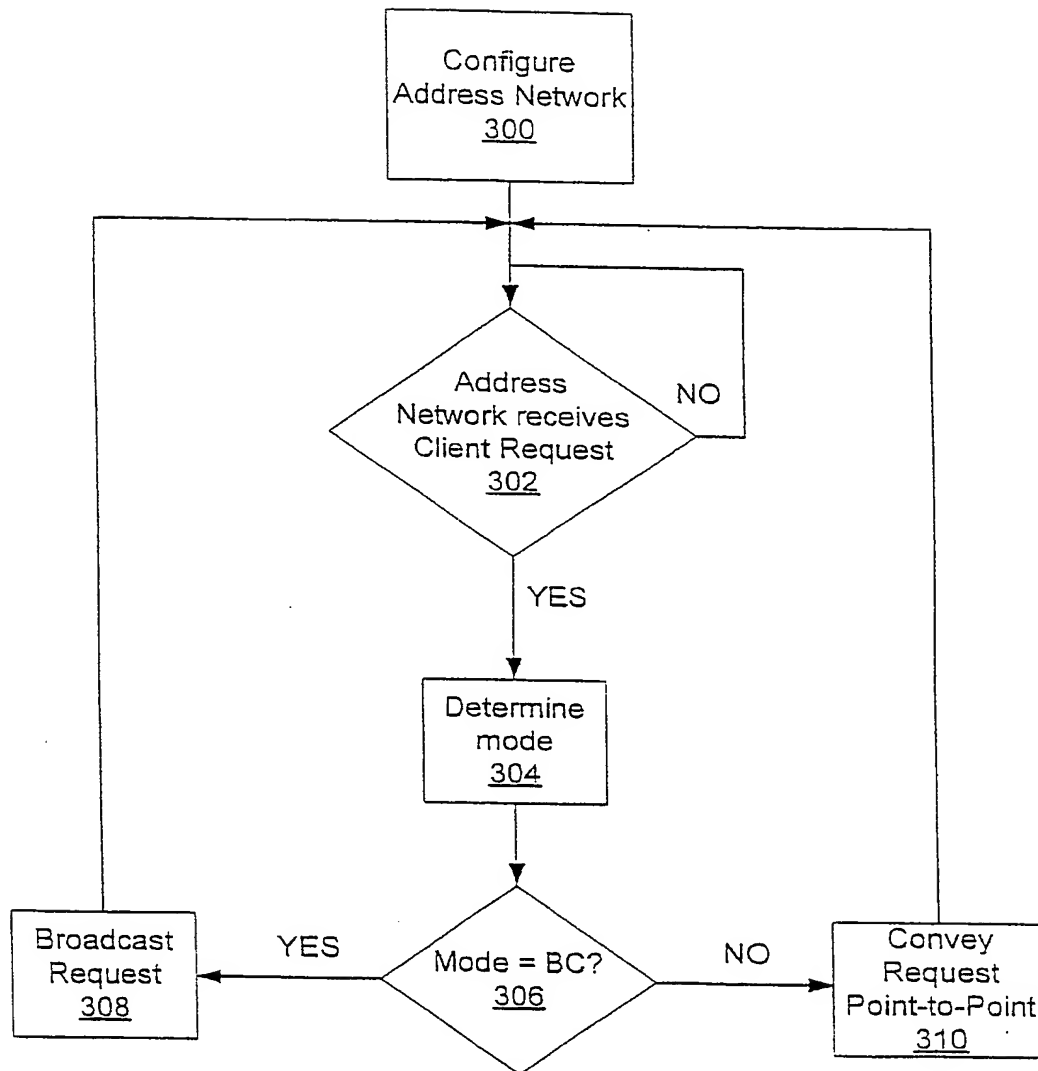 Configure
Address Network
300
Address
Network receives
Client Request
302
NO
YES
Determine
mode
304
Mode = BC?
306
YES
NO
Broadcast
Request
308
Convey
Request
Point-to-Point
310